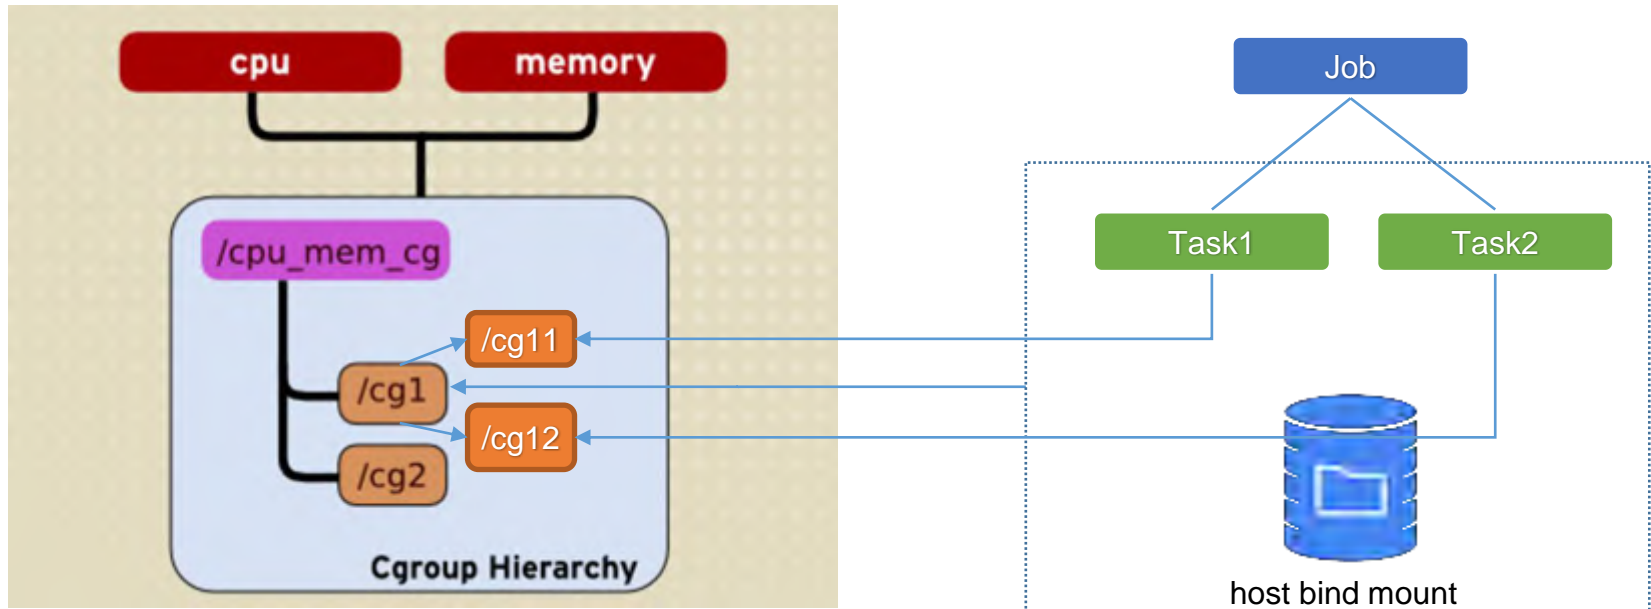 cpu
memory
Job
/cpu_mem_cg
Task1
Task2
/cg11
/cg1
/cg12
/cg2
Cgroup Hierarchy
host bind mount